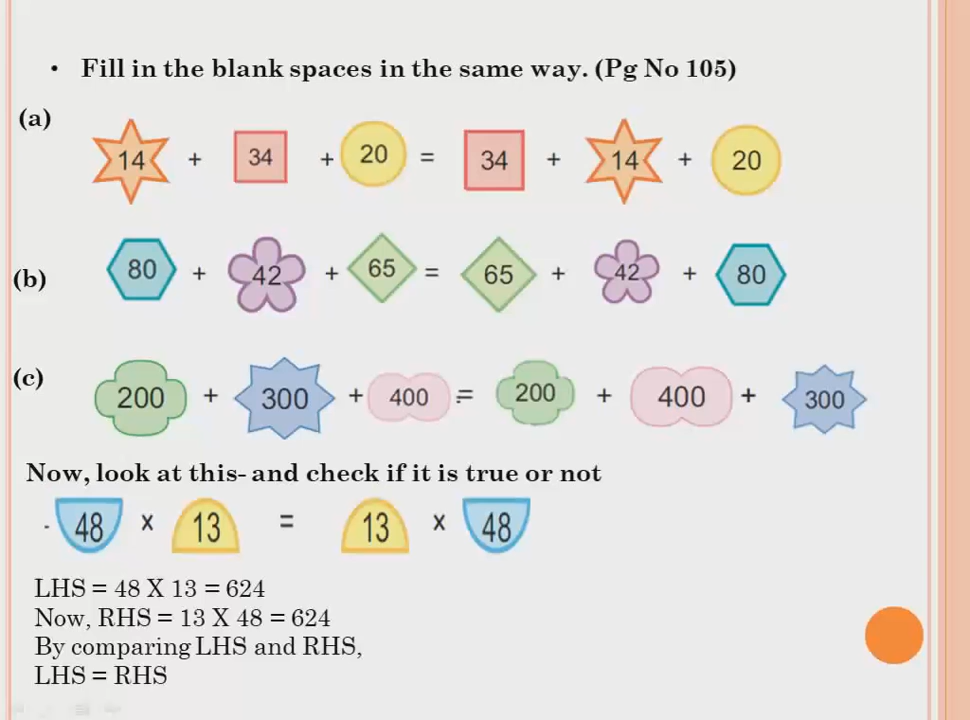 • Fill in the blank spaces in the same way. (Pg No 105)
(a)
14 + 34 + 20 = 34 + 14 + 20
(b) 80 + 42 + 65 = 65 + 42 + 80
(c)
200 + 300 + 400 = 200 + 400 + 300
Now, look at this- and check if it is true or not
48 x 13 = 13 x 48
LHS = 48 X 13 = 624
Now, RHS = 13 X 48 = 624
By comparing LHS and RHS,
LHS = RHS